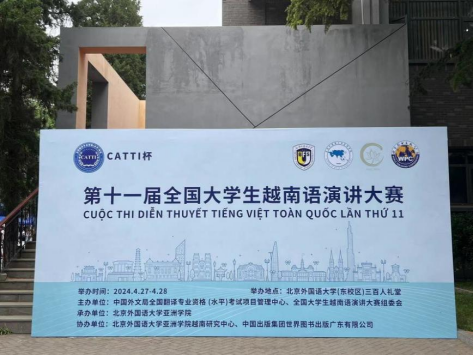 CATTI
CATTI杯
WPC
第十一届全国大学生越南语演讲大赛
CUỘC THI DIỄN THUYẾT TIẾNG VIỆT TOÀN QUỐC LẦN THỨ 11
举办时间：2024.4.27-4.28
举办地点：北京外国语大学(东校区)三百人礼堂
主办单位：中国外文局全国翻译专业资格 (水平)考试项目管理中心、全国大学生越南语演讲大赛组委会
承办单位：北京外国语大学亚洲学院
协办单位：北京外国语大学亚洲学院越南研究中心、中国出版集团世界图书出版广东有限公司